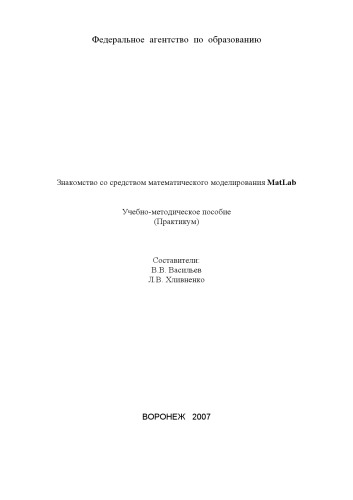 Федеральное агентство по образованию
Знакомство со средством математического моделирования MatLab
Учебно-методическое пособие
(Практикум)
Составители:
В.В. Васильев
Л.В. Хливненко
ВОРОНЕЖ 2007